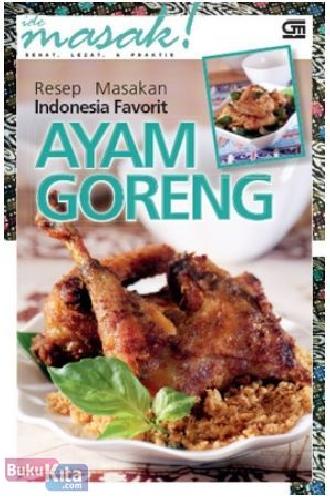 ide
masak!
SEHAT, LEZAT, & PRAKTIS
GM
Resep Masakan
Indonesia Favorit
AYAM
GORENG
BukuKita.com